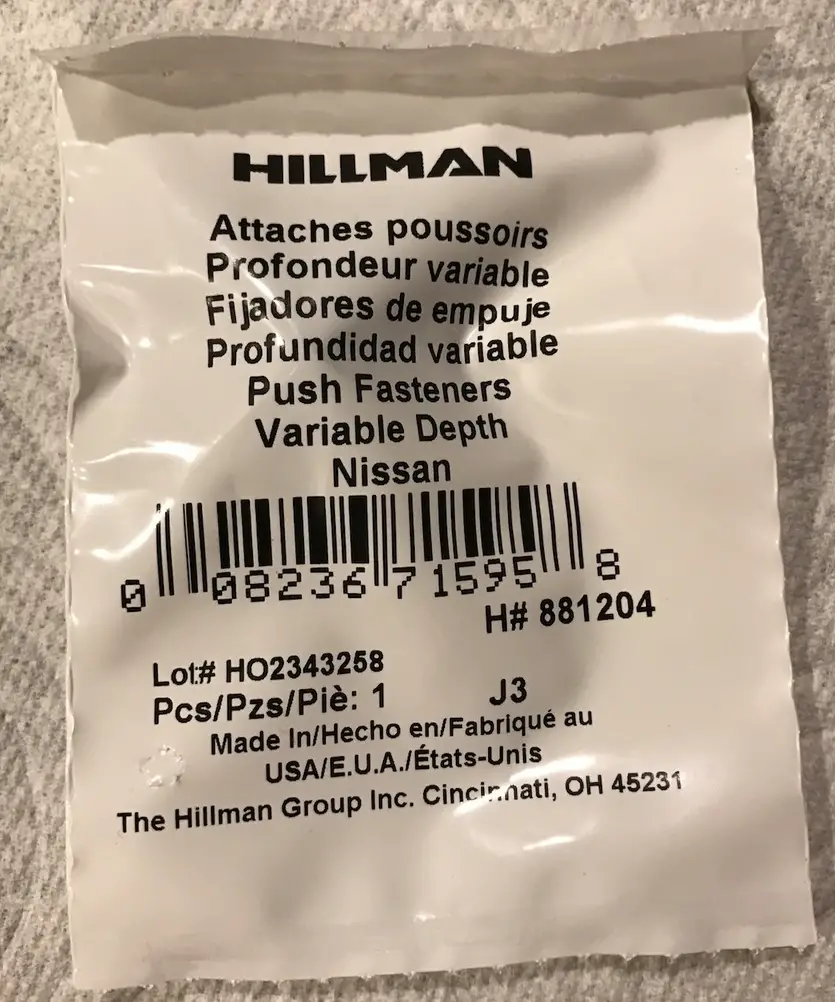 HILLMAN
Attaches poussoirs
Profondeur variable
Fijadores de empuje
Profundidad variable
Push Fasteners
Variable Depth
Nissan
0 08236 71595 8
H# 881204
Lot# HO2343258
Pcs/Pzs/Piè: 1 J3
Made In/Hecho en/Fabriqué au
USA/E.U.A./États-Unis
The Hillman Group Inc. Cincinnati, OH 45231